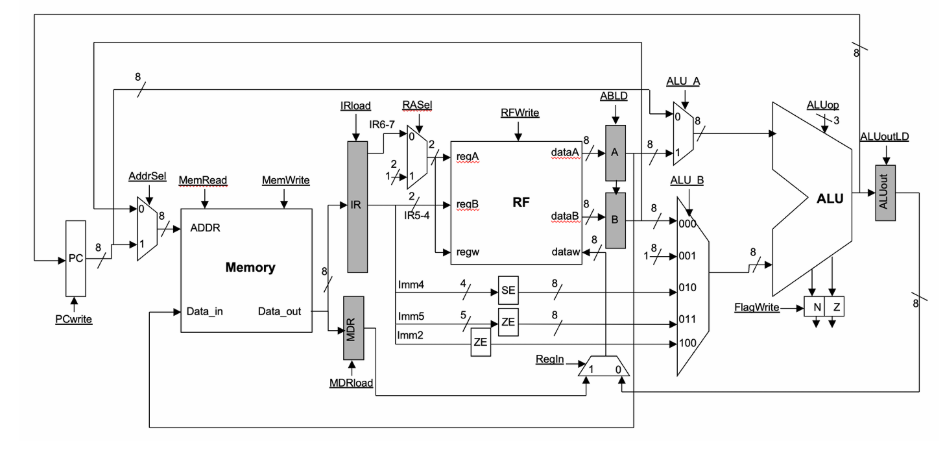 8
8
ALU_A
ABLD
ALUop
3
ALUoutLD
IRload
RASel
RFWrite
IR6-7
0
2
2
1
1
regA
dataA
8
A
8
0
1
8
AddrSel
MemRead
MemWrite
IR
2
IR5-4
regB
RF
dataB
8
B
8
ALU_B
000
ALU
ALUout
0
1
8
ADDR
PC
8
Memory
regw
dataw
8
1
8
001
8
8
Imm4
4
SE
8
010
Data_in
Data_out
PCwrite
MDR
Imm5
5
ZE
8
011
Imm2
ZE
100
FlagWrite
N
Z
8
MDRload
RegIn
1
0